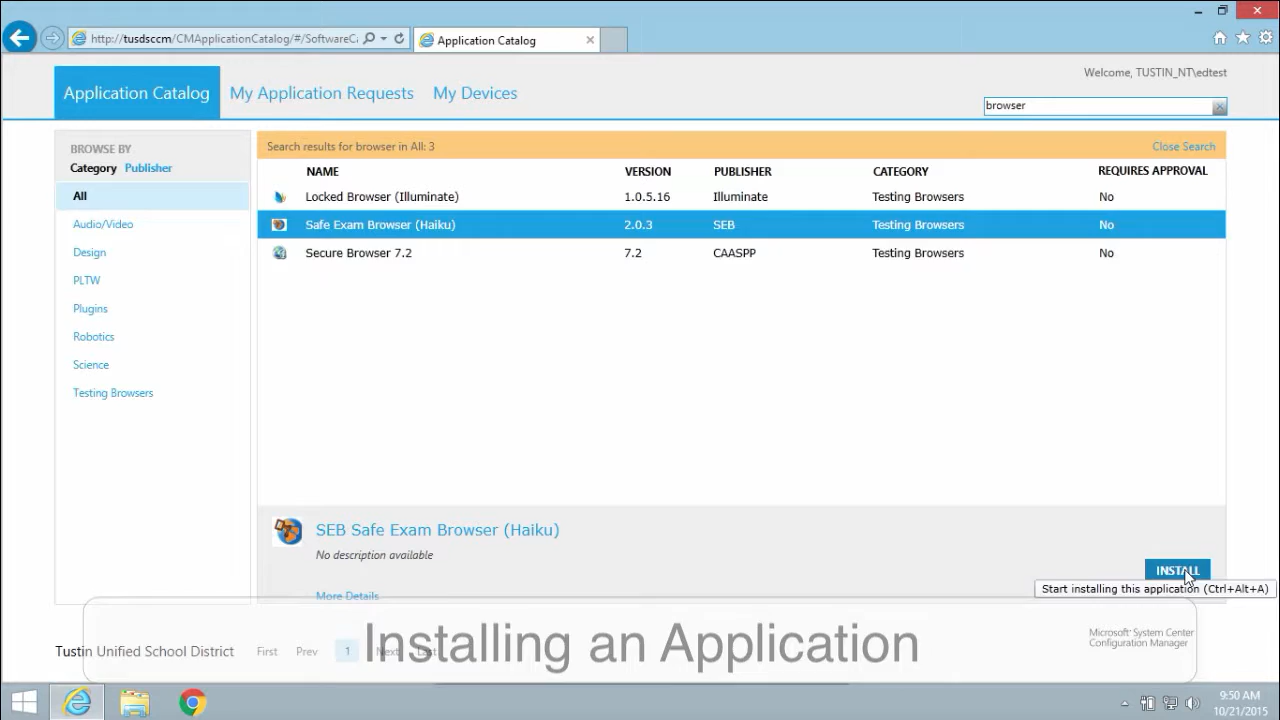 http://tusdsccm/CMApplicationCatalog/#/SoftwareCa
Application Catalog
Welcome, TUSTIN_NT\edtest
Application Catalog
My Application Requests
My Devices
browser
BROWSE BY
Category Publisher
All
Audio/Video
Design
PLTW
Plugins
Robotics
Science
Testing Browsers
Search results for browser in All: 3
Close Search
NAME VERSION PUBLISHER CATEGORY REQUIRES APPROVAL
Locked Browser (Illuminate) 1.0.5.16 Illuminate Testing Browsers No
Safe Exam Browser (Haiku) 2.0.3 SEB Testing Browsers No
Secure Browser 7.2 7.2 CAASPP Testing Browsers No
SEB Safe Exam Browser (Haiku)
No description available
INSTALL
Start installing this application (Ctrl+Alt+A)
More Details
Installing an Application
Tustin Unified School District
First Prev 1 Next Last
Microsoft® System Center
Configuration Manager
9:50 AM
10/21/2015